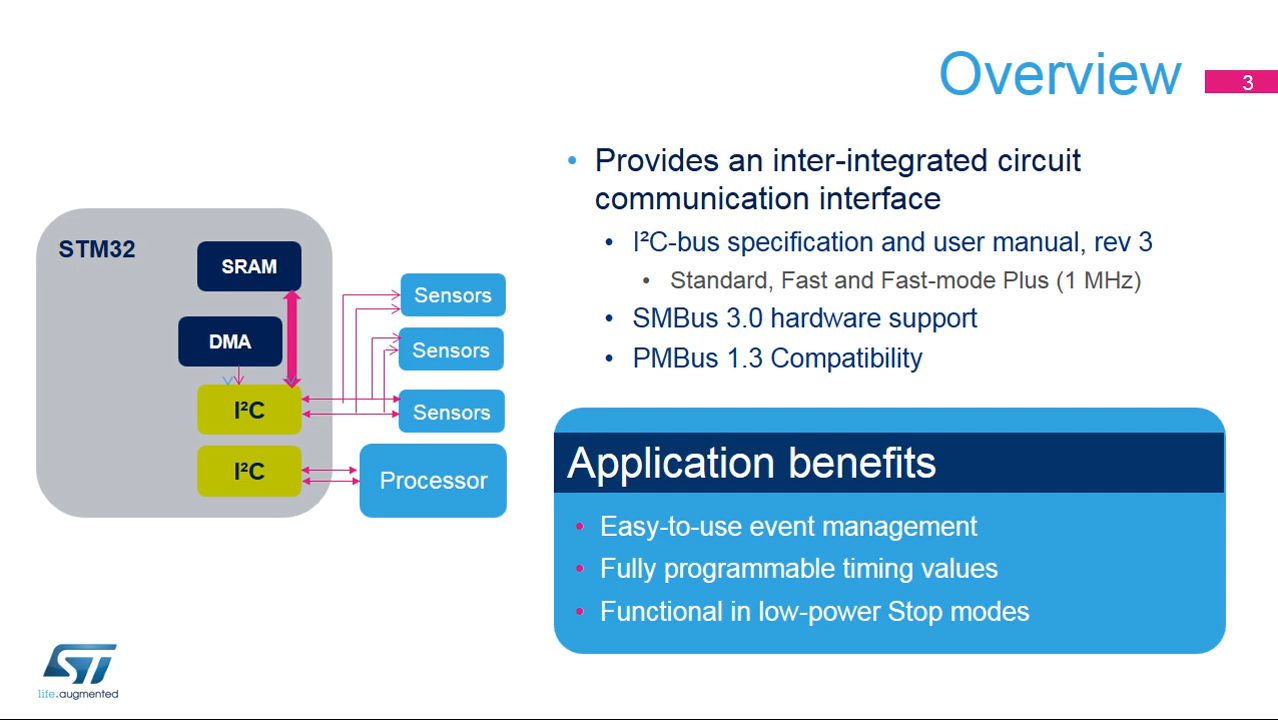 Overview
3
• Provides an inter-integrated circuit
communication interface
• I²C-bus specification and user manual, rev 3
• Standard, Fast and Fast-mode Plus (1 MHz)
• SMBus 3.0 hardware support
• PMBus 1.3 Compatibility
STM32
SRAM
DMA
I²C
I²C
Sensors
Sensors
Sensors
Processor
Application benefits
• Easy-to-use event management
• Fully programmable timing values
• Functional in low-power Stop modes
ST
life.augmented